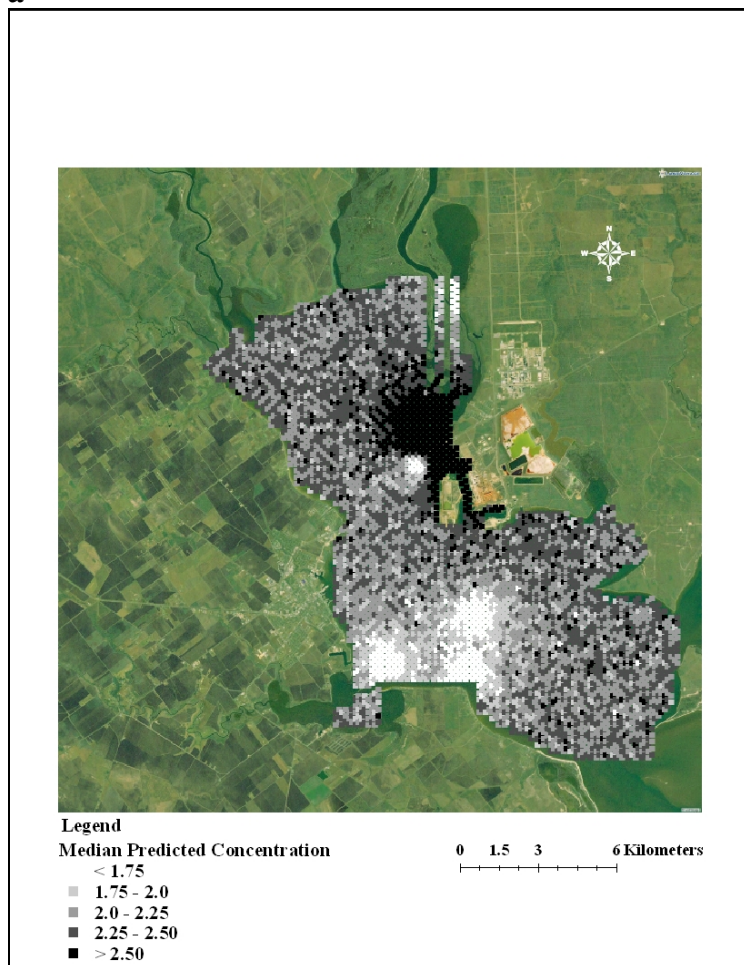 a
N
W E
S
Legend
Median Predicted Concentration
< 1.75
1.75 - 2.0
2.0 - 2.25
2.25 - 2.50
> 2.50
0 1.5 3 6 Kilometers